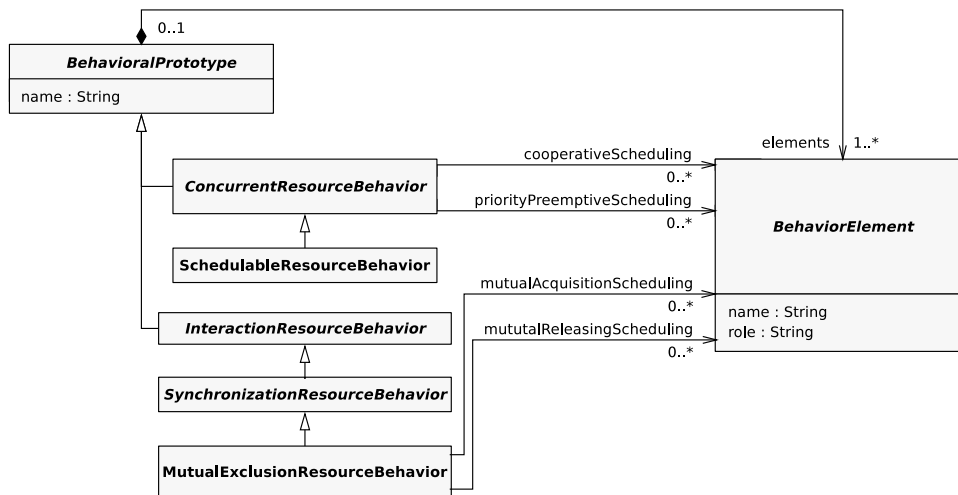 0..1
BehavioralPrototype
name : String
elements 1..*
cooperativeScheduling
0..*
ConcurrentResourceBehavior
priorityPreemptiveScheduling
0..*
BehaviorElement
SchedulableResourceBehavior
mutualAcquisitionScheduling
0..*
name : String
role : String
InteractionResourceBehavior
mututalReleasingScheduling
0..*
SynchronizationResourceBehavior
MutualExclusionResourceBehavior